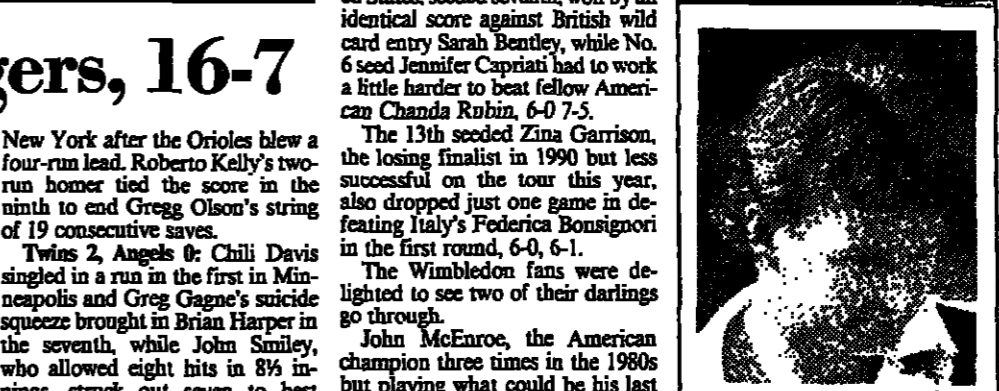 gers, 16-7
New York after the Orioles blew a
four-run lead. Roberto Kelly's two-
run homer tied the score in the
ninth to end Gregg Olson's string
of 19 consecutive saves.
Twins 2, Angels 0: Chili Davis
singled in a run in the first in Min-
neapolis and Greg Gagne's suicide
squeeze brought in Brian Harper in
the seventh, while John Smiley,
who allowed eight hits in 8⅓ in-
nings, struck out seven to beat
identical score against British wild
card entry Sarah Bentley, while No.
6 seed Jennifer Capriati had to work
a little harder to beat fellow Ameri-
can Chanda Rubin, 6-0 7-5.
The 13th seeded Zina Garrison,
the losing finalist in 1990 but less
successful on the tour this year,
also dropped just one game in de-
feating Italy's Federica Bonsignori
in the first round, 6-0, 6-1.
The Wimbledon fans were de-
lighted to see two of their darlings
go through.
John McEnroe, the American
champion three times in the 1980s
but playing what could be his last